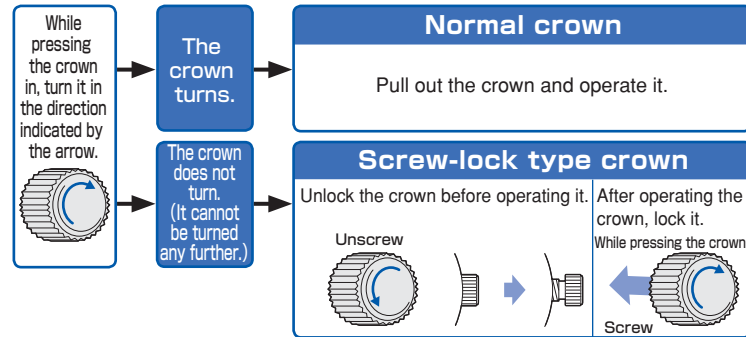 While
pressing
the crown
in, turn it in
the direction
indicated by
the arrow.
The
crown
turns.
Normal crown
Pull out the crown and operate it.
The crown
does not
turn.
(It cannot
be turned
any further.)
Screw-lock type crown
Unlock the crown before operating it.
Unscrew
After operating the
crown, lock it.
While pressing the crown
Screw